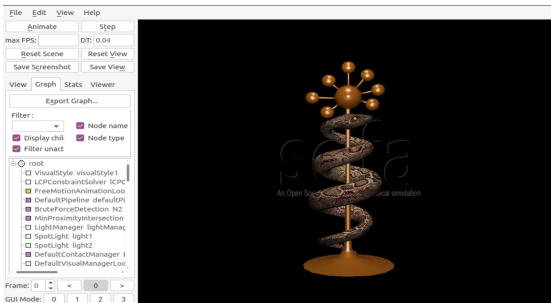 File Edit View Help
Animate Step
max FPS: DT: 0.04
Reset Scene Reset View
Save Screenshot Save View
View Graph Stats Viewer
Export Graph...
Filter:
Node name
Display chil Node type
Filter unact
root
VisualStyle visualStyle1
LCPConstraintSolver lCPC
FreeMotionAnimationLoo
DefaultPipeline defaultPi
BruteForceDetection N2
MinProximityIntersection
LightManager lightManag
SpotLight light1
SpotLight light2
DefaultContactManager
DefaultVisualManagerLoo
Frame: 0 < 0 >
GUI Mode: 0 1 2 3
sofa
An Open So ical simulation